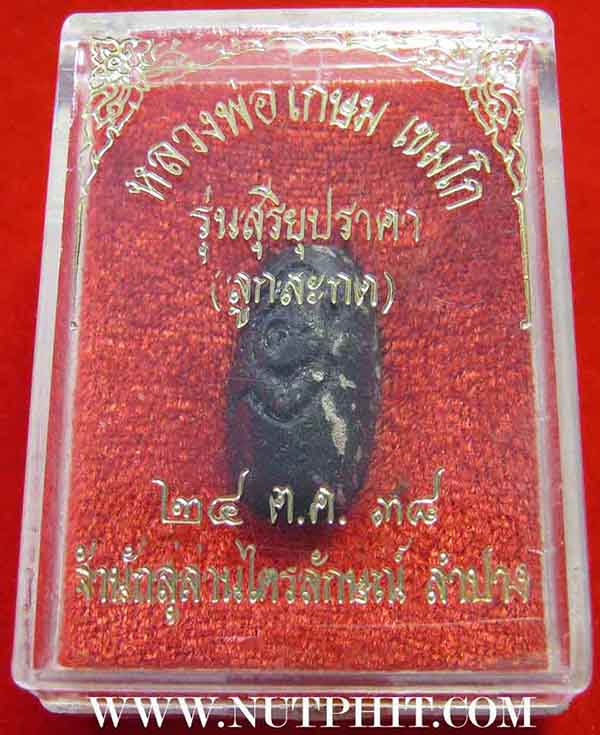 หลวงพ่อ เกษม เขมโก
รุ่นสุริยุปราคา
(ลูกสะกด)
๒๔ ต.ค. ๓๘
สำนักสุสานไตรลักษณ์ ลำปาง
WWW.NUTPHIT.COM